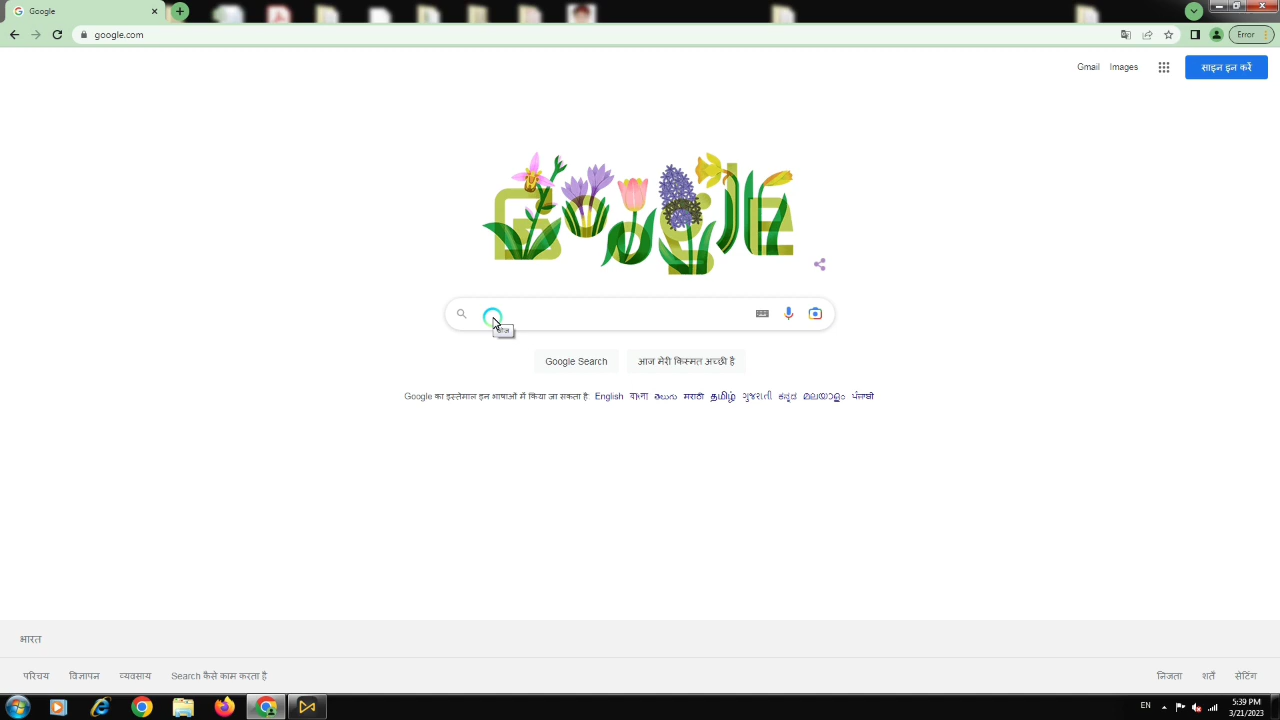 Google
google.com
Error
Gmail Images साइन इन करें
Google
खोज
Google Search आज मेरी किस्मत अच्छी है
Google का इस्तेमाल इन भाषाओं में किया जा सकता है: English বাংলা తెలుగు मराठी தமிழ் ગુજરાતી ಕನ್ನಡ മലയാളം ਪੰਜਾਬੀ
भारत
परिचय विज्ञापन व्यवसाय Search कैसे काम करता है निजता शर्तें सेटिंग
EN 5:39 PM
3/21/2023